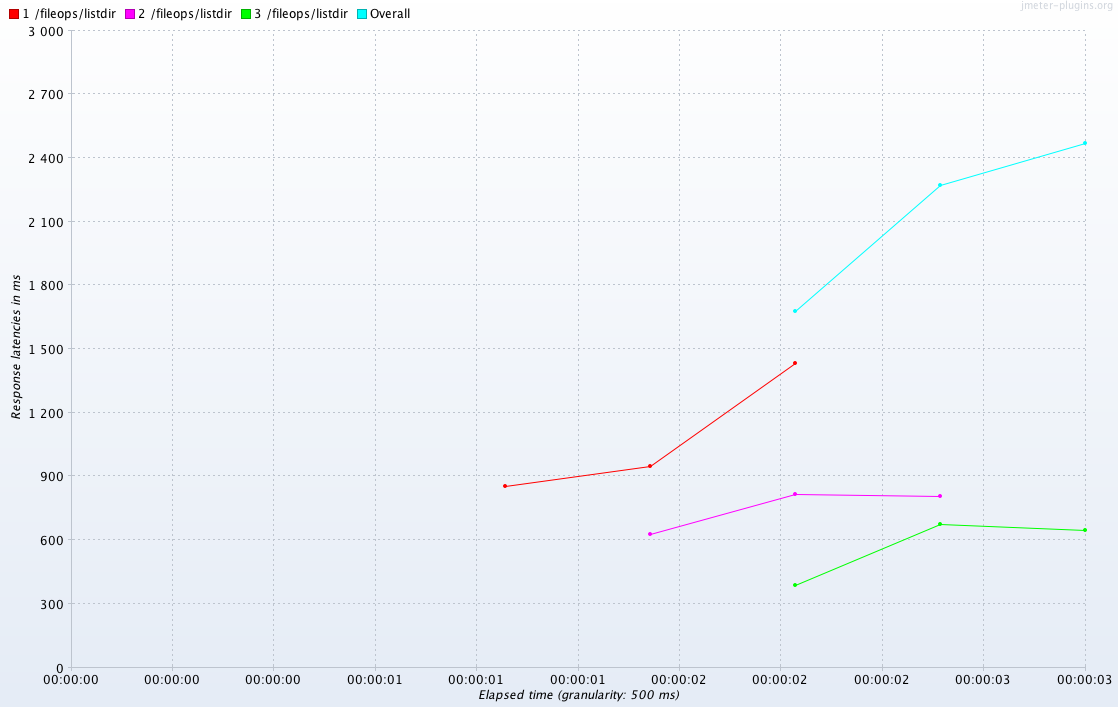 1 /fileops/listdir 2 /fileops/listdir 3 /fileops/listdir Overall
jmeter-plugins.org
3 000
2 700
2 400
2 100
1 800
1 500
1 200
900
600
300
0
Response latencies in ms
00:00:00 00:00:00 00:00:00 00:00:01 00:00:01 00:00:01 00:00:02 00:00:02 00:00:02 00:00:03 00:00:03
Elapsed time (granularity: 500 ms)